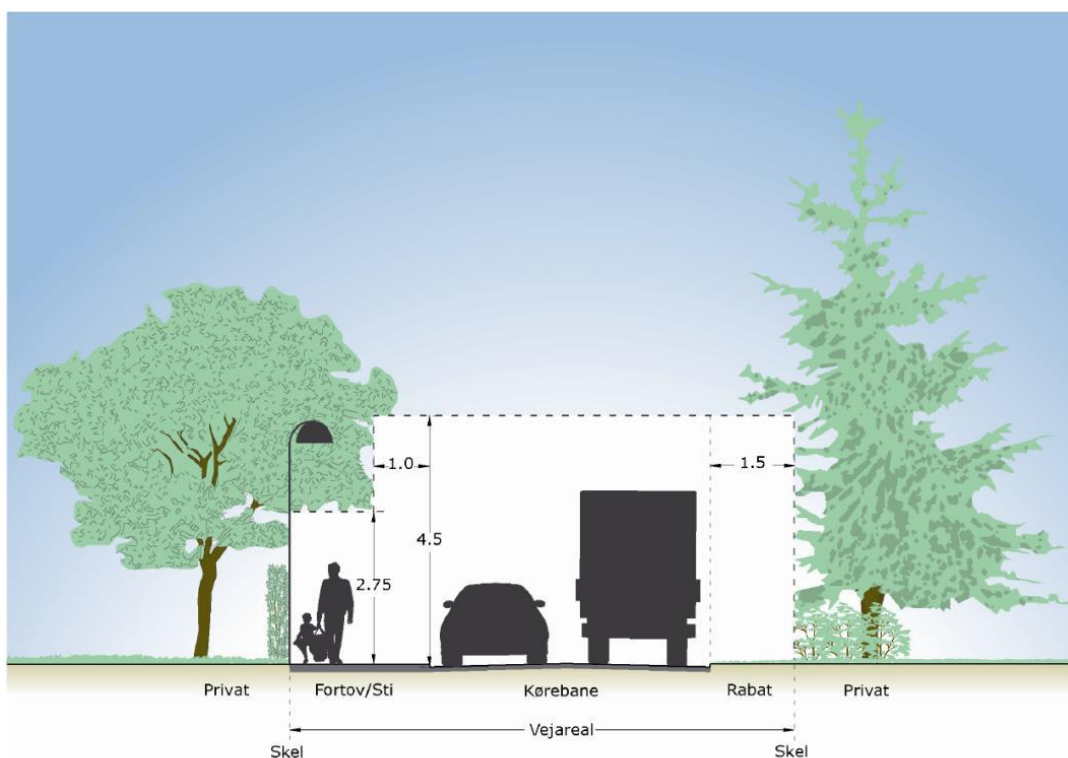 1.0
1.5
4.5
2.75
Privat
Fortov/Sti
Kørebane
Rabat
Privat
Vejareal
Skel
Skel